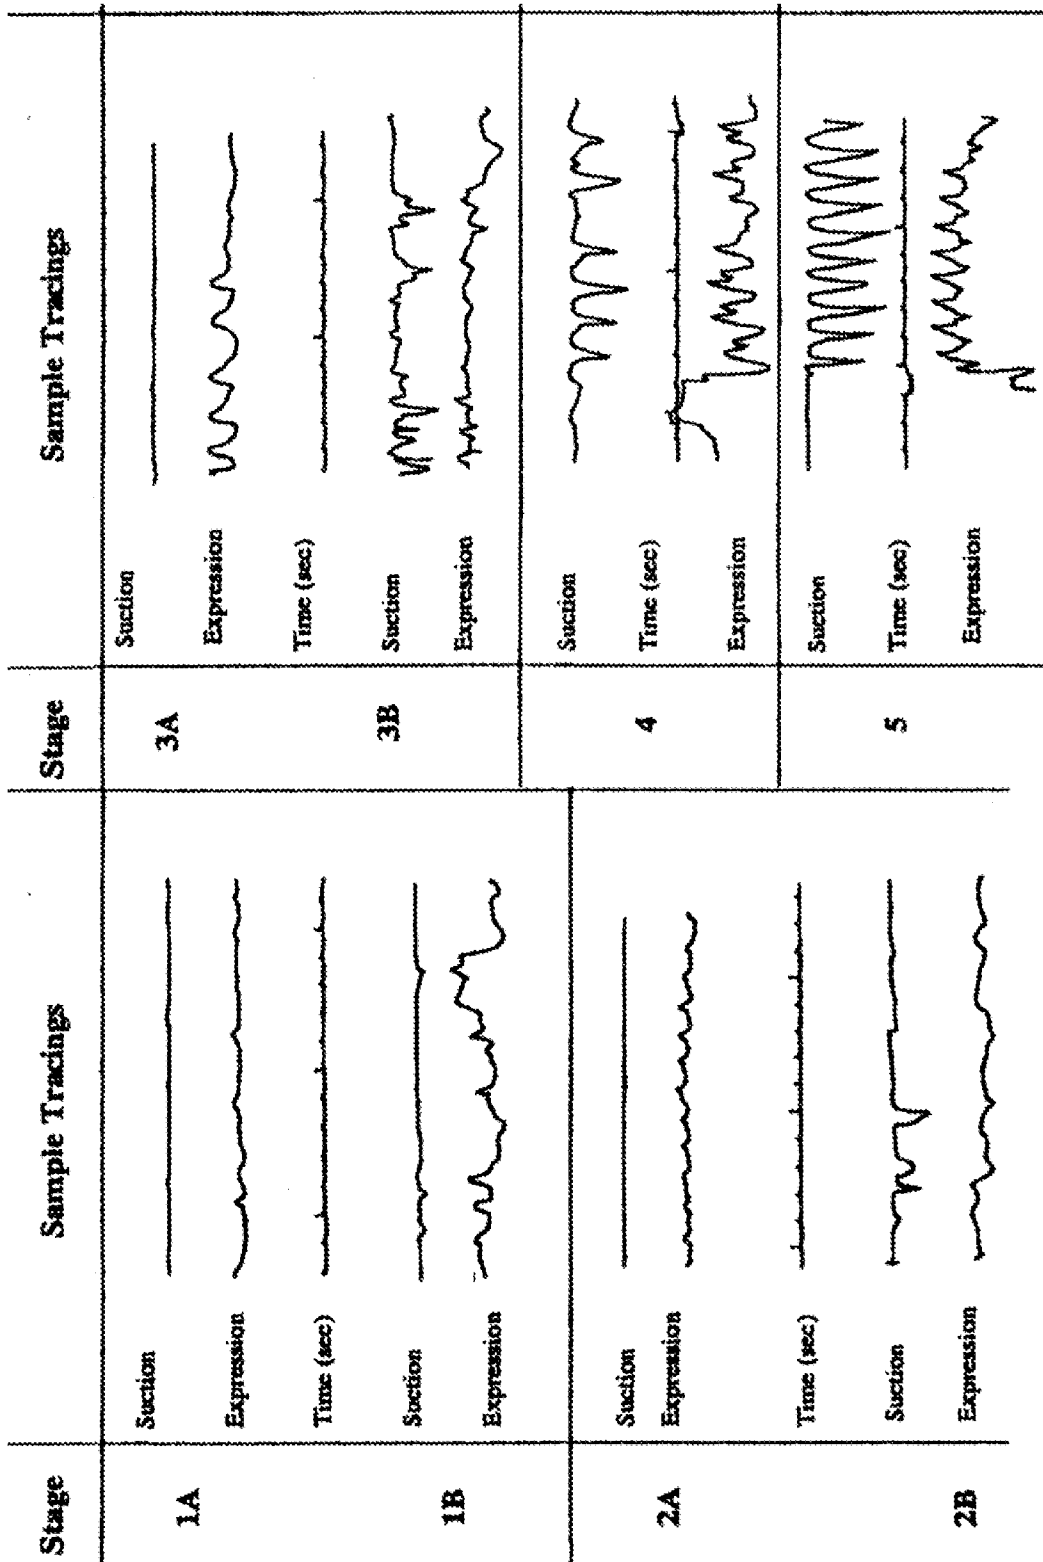 Stage Sample Tracings Stage Sample Tracings
1A
Suction
Expression
Time (sec)
1B
Suction
Expression
2A
Suction
Expression
Time (sec)
2B
Suction
Expression
3A
Suction
Expression
Time (sec)
3B
Suction
Expression
4
Suction
Time (sec)
Expression
5
Suction
Time (sec)
Expression